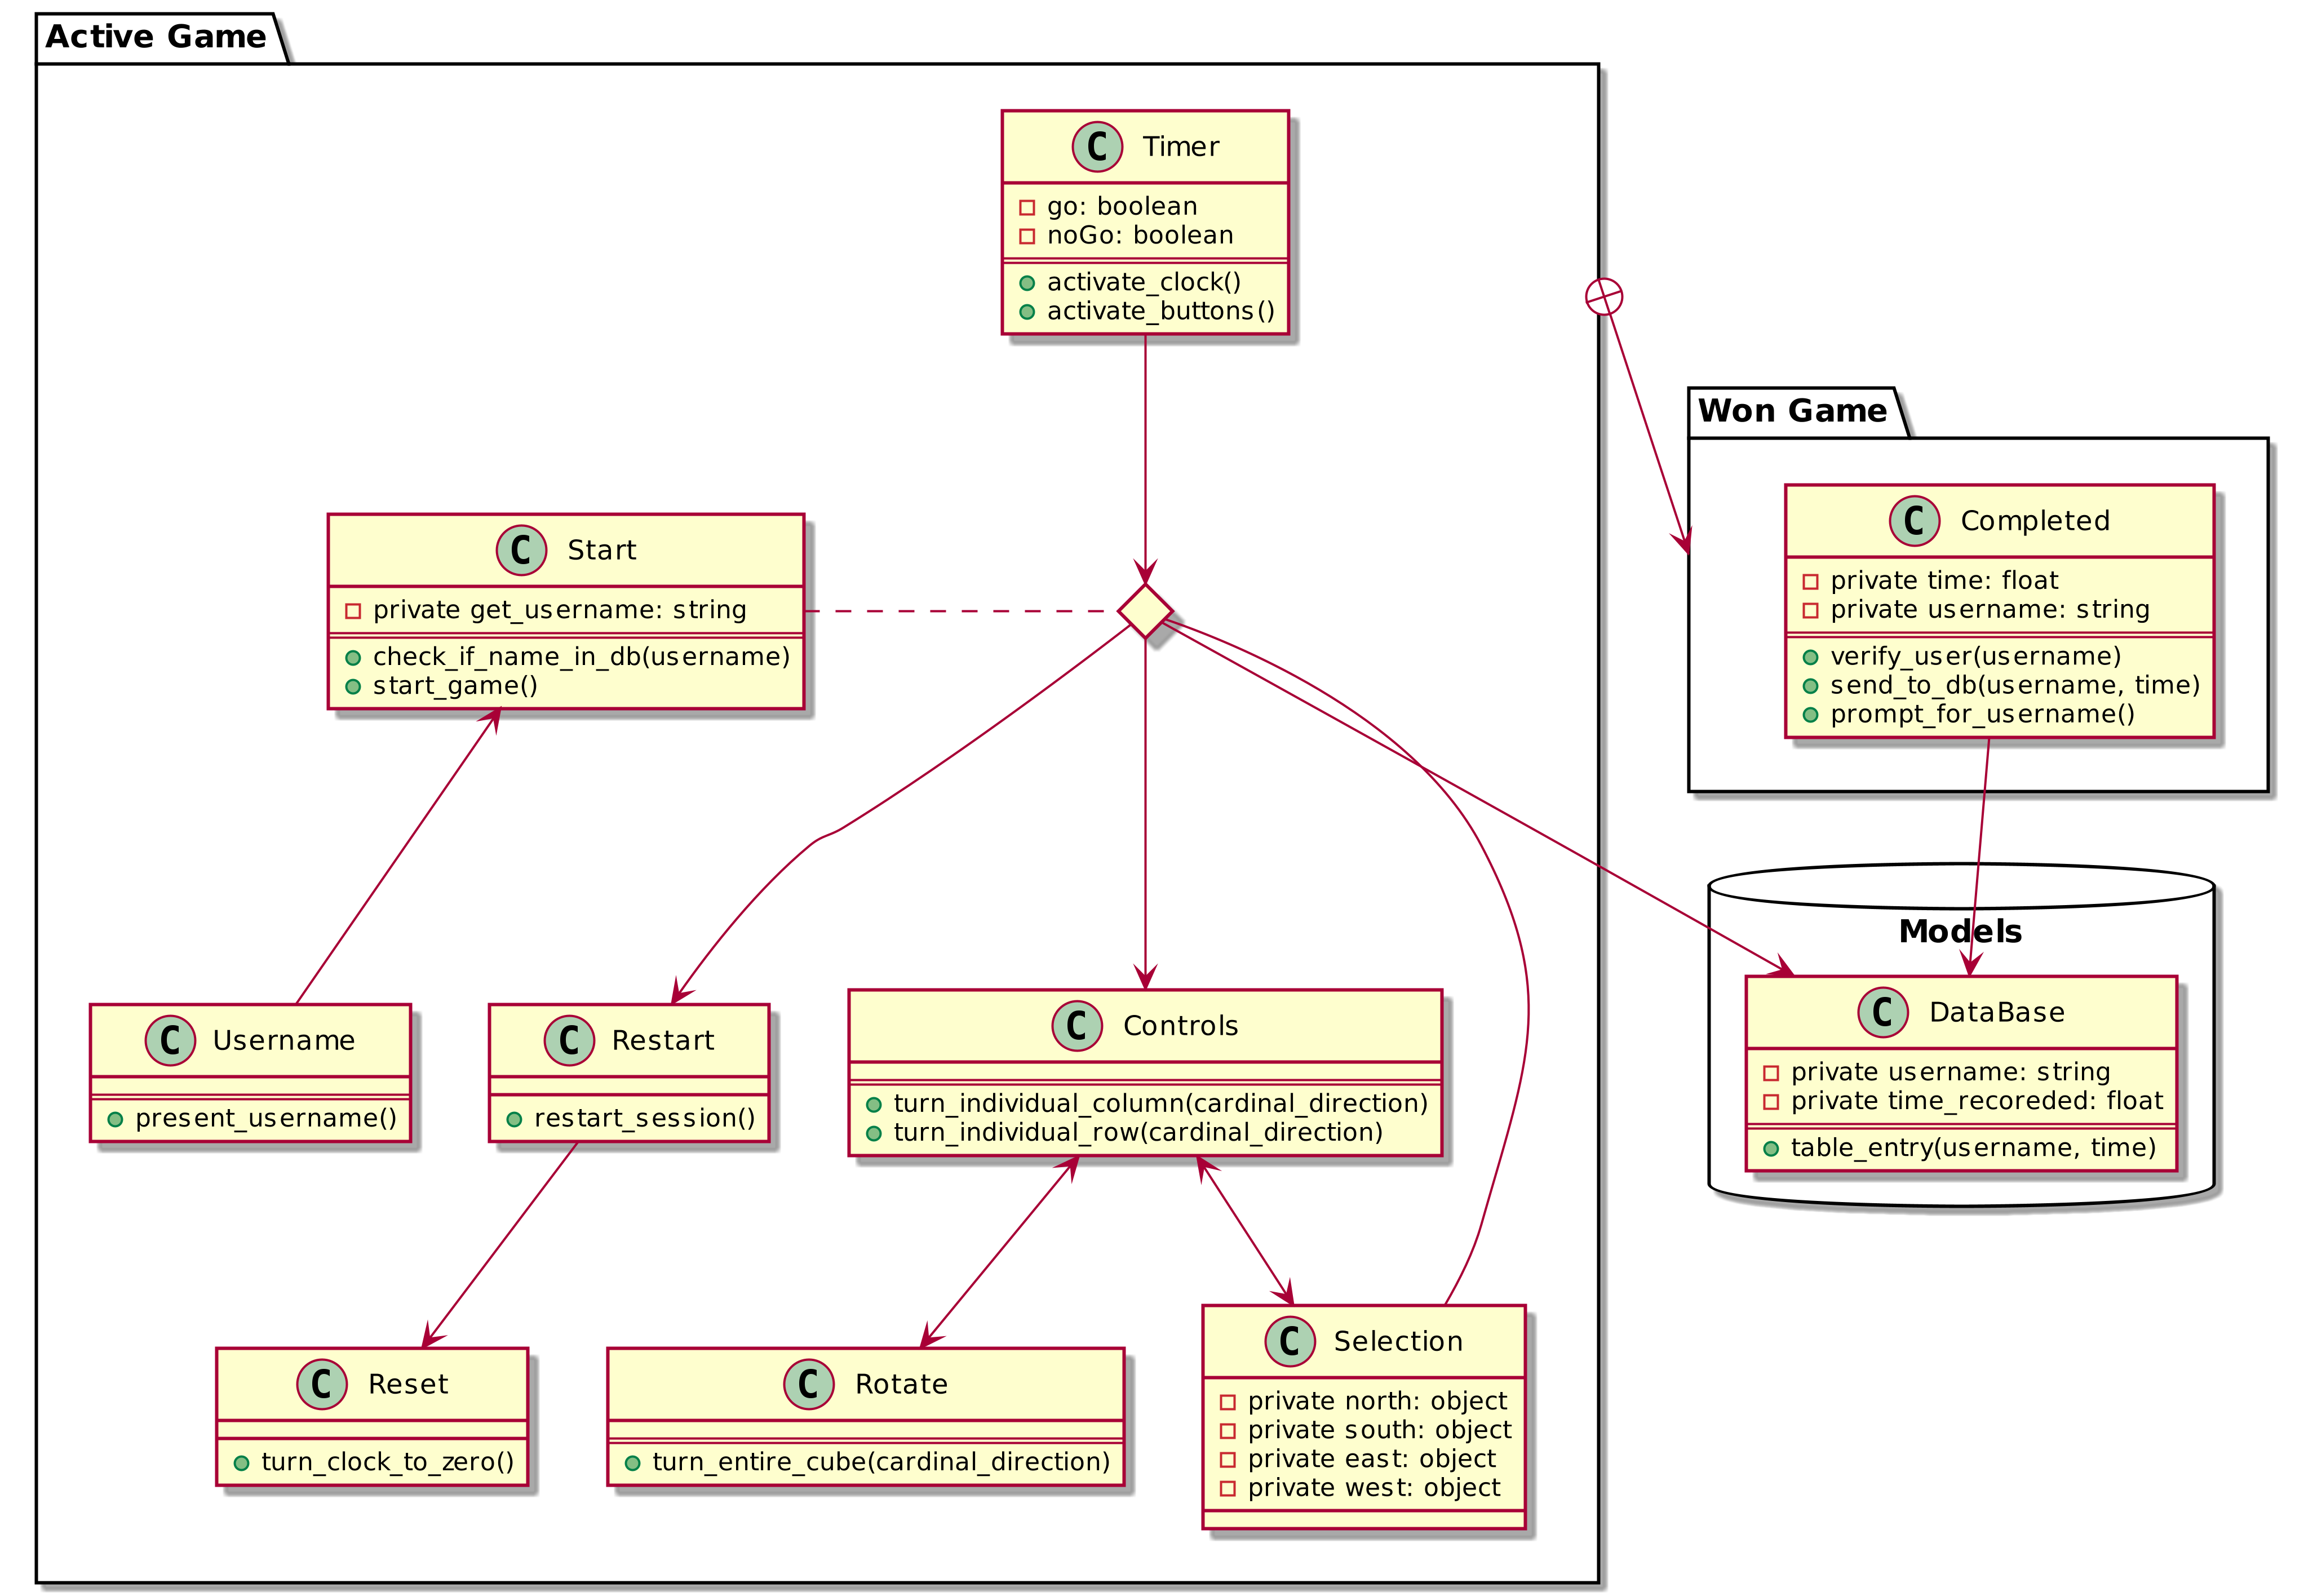 Active Game
C Timer
go: boolean
noGo: boolean
activate_clock()
activate_buttons()
Won Game
C Completed
private time: float
private username: string
verify_user(username)
send_to_db(username, time)
prompt_for_username()
C Start
private get_username: string
check_if_name_in_db(username)
start_game()
Models
C DataBase
private username: string
private time_recoreded: float
table_entry(username, time)
C Username
present_username()
C Restart
restart_session()
C Controls
turn_individual_column(cardinal_direction)
turn_individual_row(cardinal_direction)
C Reset
turn_clock_to_zero()
C Rotate
turn_entire_cube(cardinal_direction)
C Selection
private north: object
private south: object
private east: object
private west: object